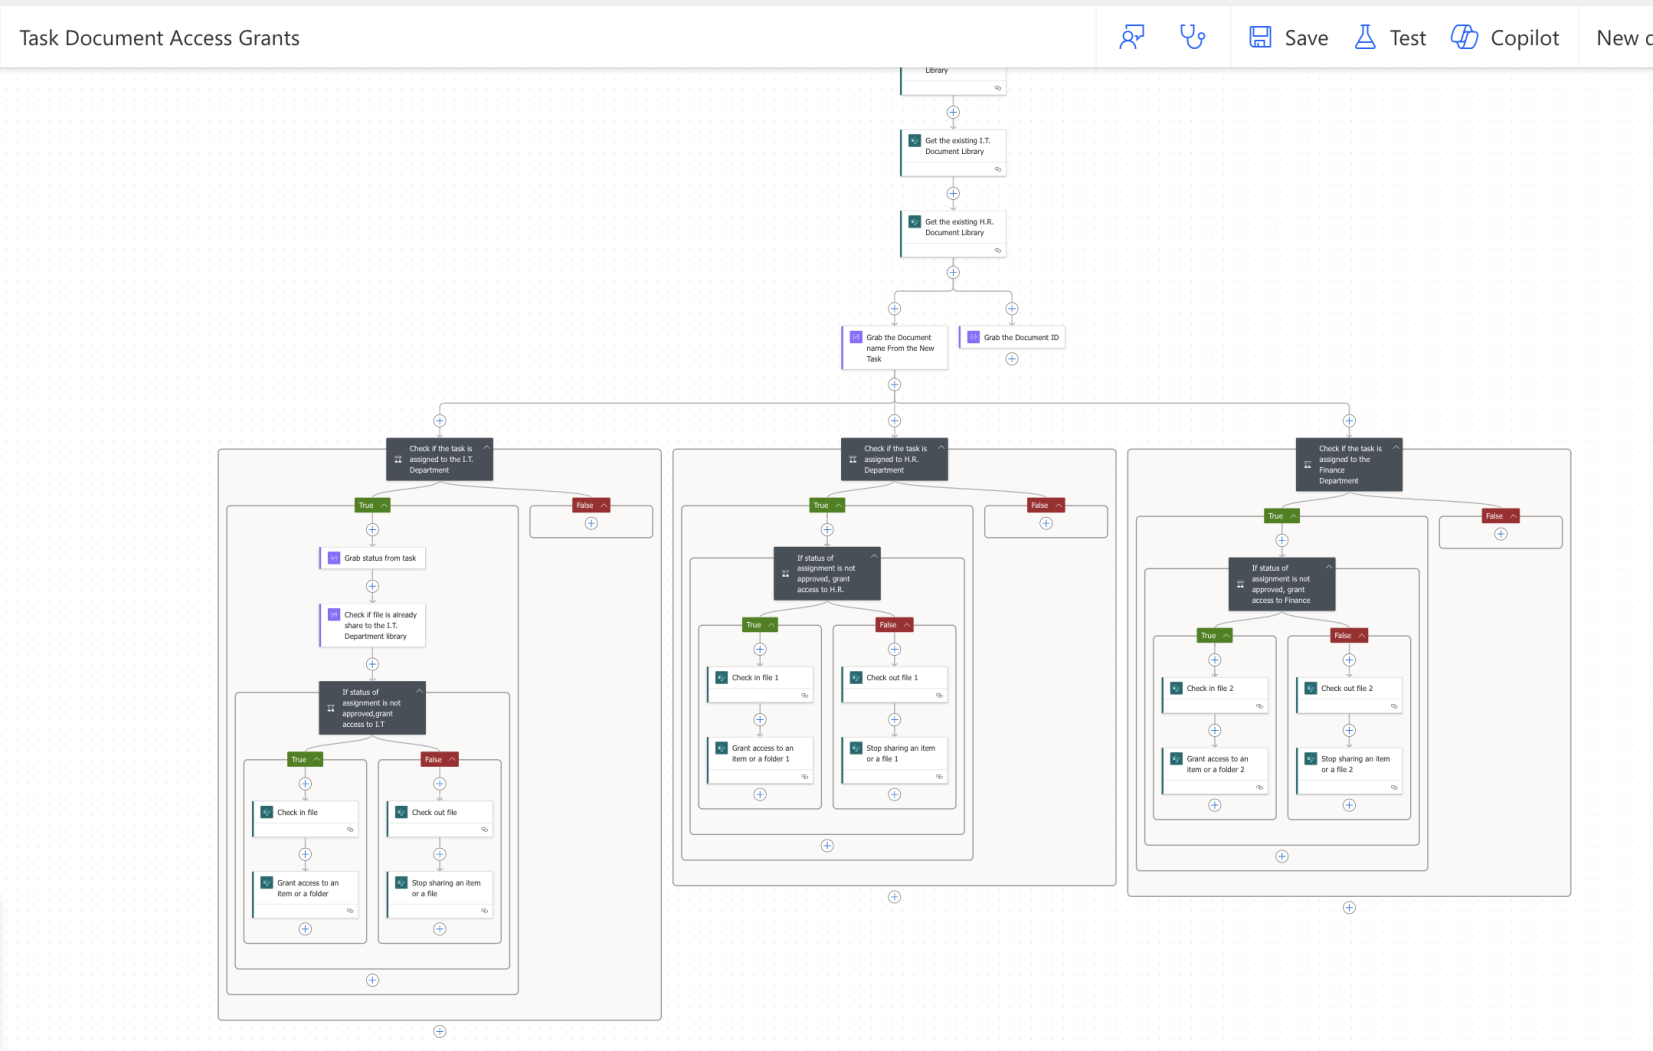 Task Document Access Grants
Save
Test
Copilot
New d
Library
Get the existing I.T.
Document Library
Get the existing H.R.
Document Library
Grab the Document
name From the New
Task
Grab the Document ID
Check if the task is
assigned to the I.T.
Department
Check if the task is
assigned to H.R.
Department
Check if the task is
assigned to the
Finance
Department
True
False
Grab status from task
Check if file is already
share to the I.T.
Department library
If status of
assignment is not
approved,grant
access to I.T
True
False
Check in file
Check out file
Grant access to an
item or a folder
Stop sharing an item
or a file
True
False
If status of
assignment is not
approved, grant
access to H.R.
True
False
Check in file 1
Check out file 1
Grant access to an
item or a folder 1
Stop sharing an item
or a file 1
True
False
If status of
assignment is not
approved, grant
access to Finance
True
False
Check in file 2
Check out file 2
Grant access to an
item or a folder 2
Stop sharing an item
or a file 2